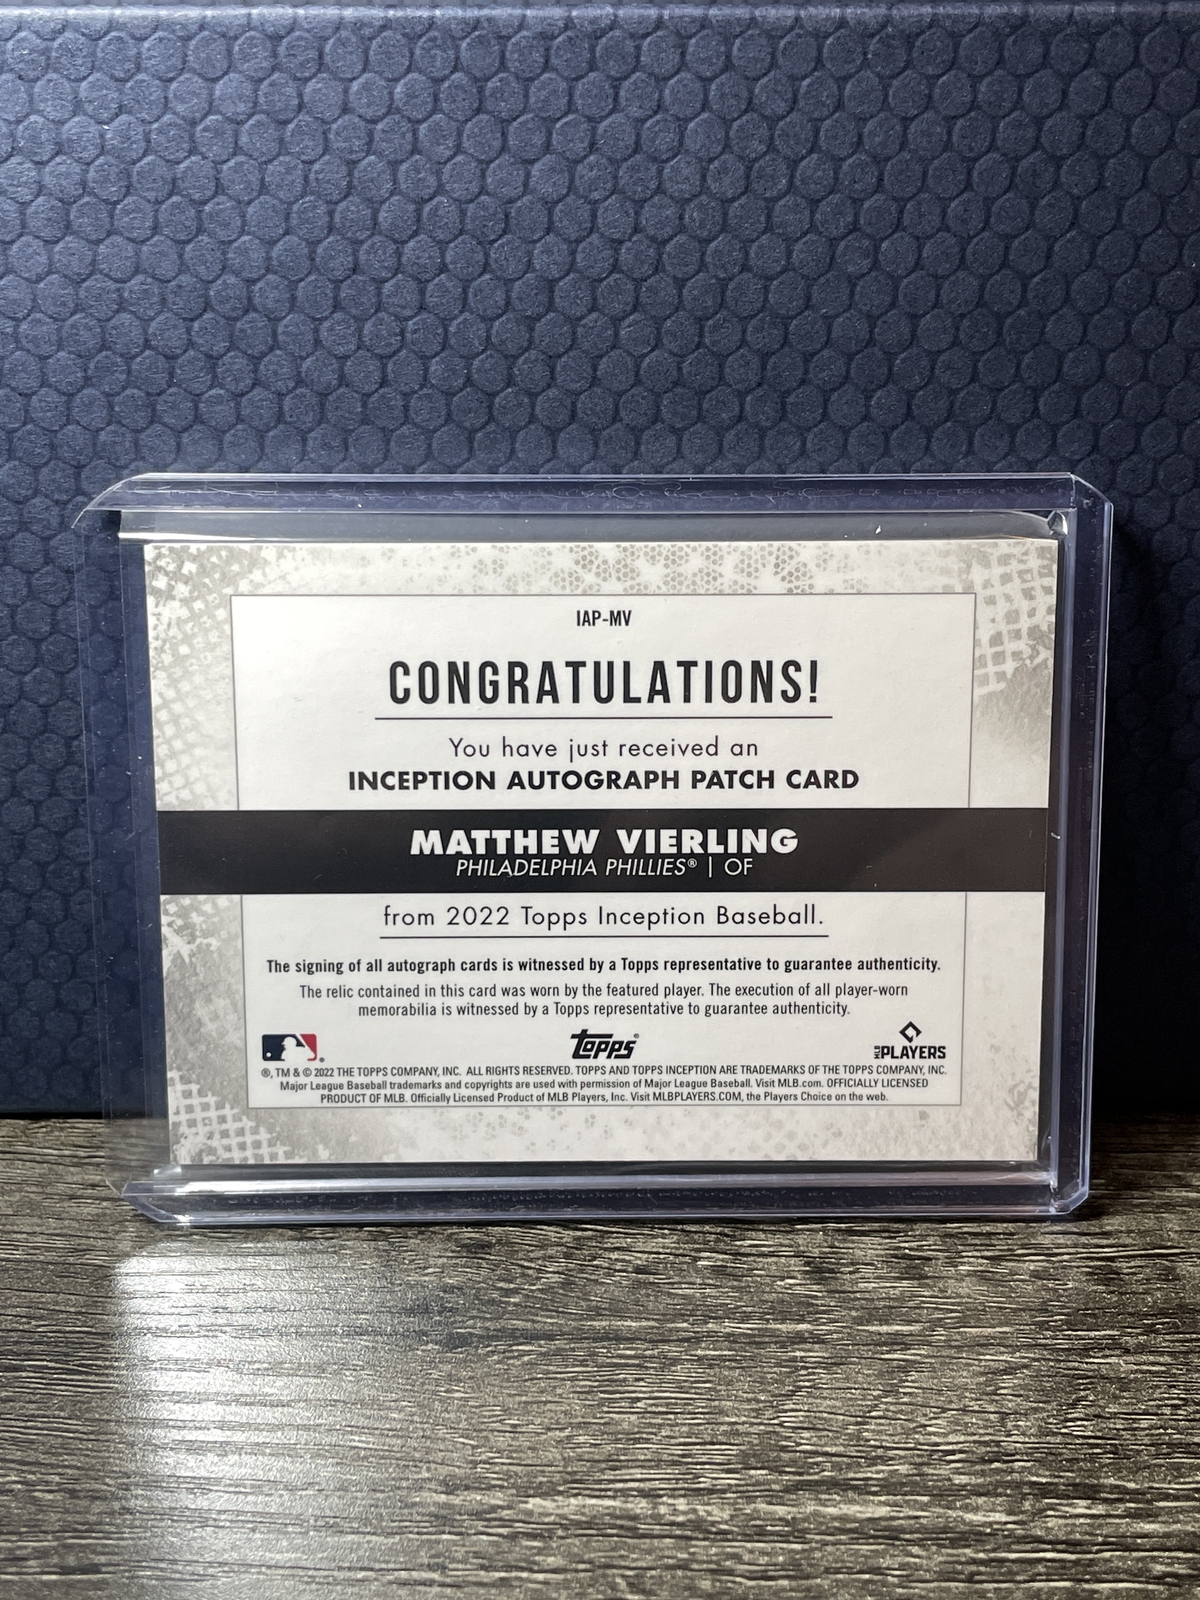 IAP-MV
CONGRATULATIONS!
You have just received an
INCEPTION AUTOGRAPH PATCH CARD
MATTHEW VIERLING
PHILADELPHIA PHILLIES® | OF
from 2022 Topps Inception Baseball.
The signing of all autograph cards is witnessed by a Topps representative to guarantee authenticity.
The relic contained in this card was worn by the featured player. The execution of all player-worn
memorabilia is witnessed by a Topps representative to guarantee authenticity.
® Topps® MLB PLAYERS
®, TM & © 2022 THE TOPPS COMPANY, INC. ALL RIGHTS RESERVED. TOPPS AND TOPPS INCEPTION ARE TRADEMARKS OF THE TOPPS COMPANY, INC.
Major League Baseball trademarks and copyrights are used with permission of Major League Baseball. Visit MLB.com. OFFICIALLY LICENSED
PRODUCT OF MLB. Officially Licensed Product of MLB Players, Inc. Visit MLBPLAYERS.COM, the Players Choice on the web.